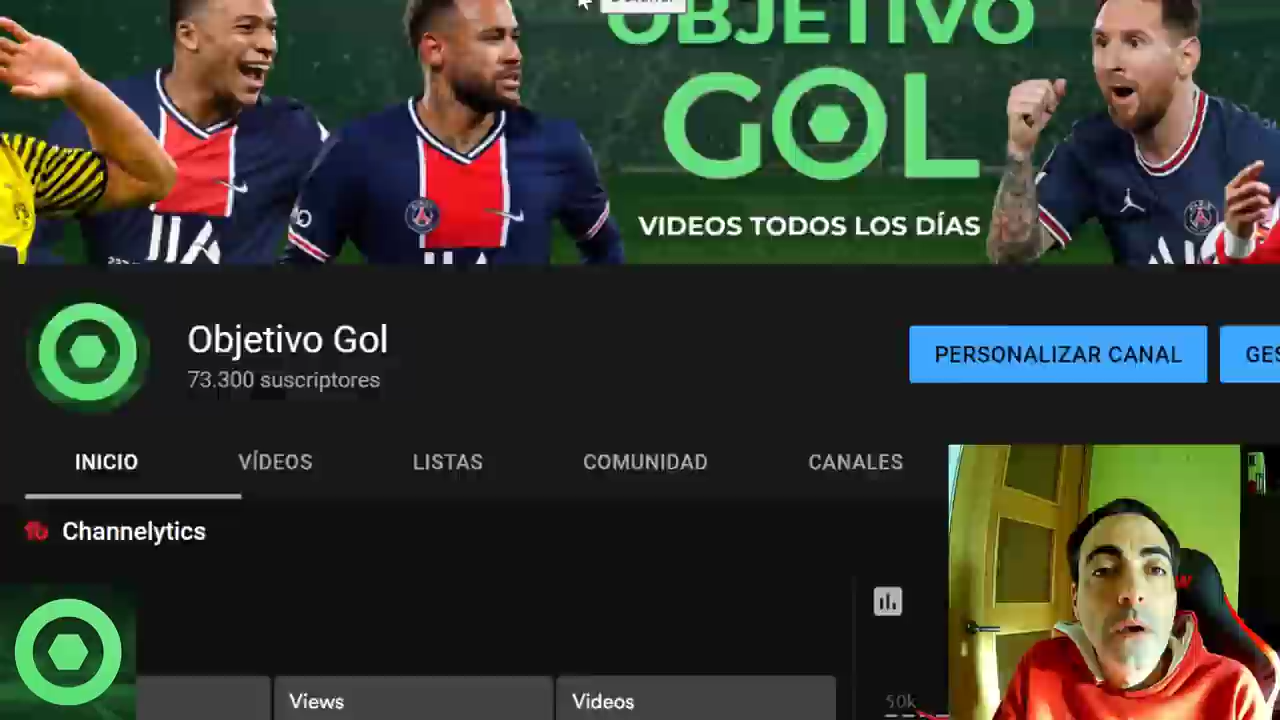 OBJETIVO
GOL
VIDEOS TODOS LOS DÍAS
Objetivo Gol
73.300 suscriptores
PERSONALIZAR CANAL
GES
INICIO
VÍDEOS
LISTAS
COMUNIDAD
CANALES
Channelytics
Views
Videos
50k